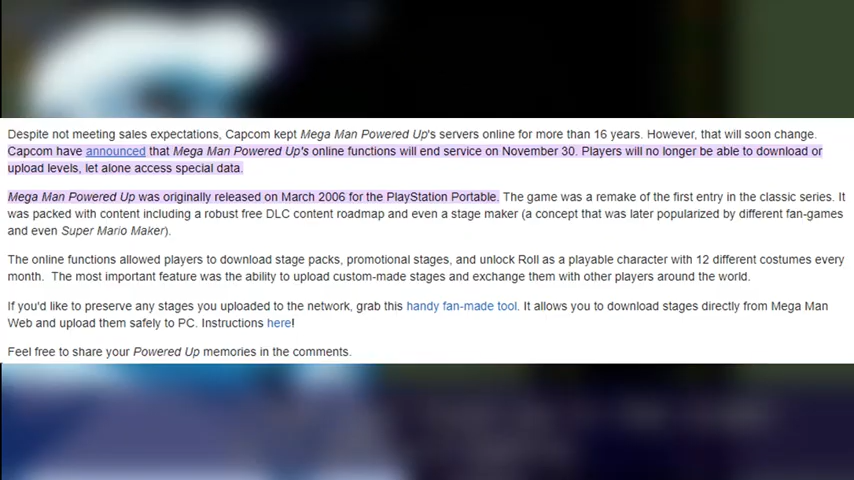 Despite not meeting sales expectations, Capcom kept Mega Man Powered Up's servers online for more than 16 years. However, that will soon change.
Capcom have announced that Mega Man Powered Up's online functions will end service on November 30. Players will no longer be able to download or
upload levels, let alone access special data.
Mega Man Powered Up was originally released on March 2006 for the PlayStation Portable. The game was a remake of the first entry in the classic series. It
was packed with content including a robust free DLC content roadmap and even a stage maker (a concept that was later popularized by different fan-games
and even Super Mario Maker).
The online functions allowed players to download stage packs, promotional stages, and unlock Roll as a playable character with 12 different costumes every
month. The most important feature was the ability to upload custom-made stages and exchange them with other players around the world.
If you'd like to preserve any stages you uploaded to the network, grab this handy fan-made tool. It allows you to download stages directly from Mega Man
Web and upload them safely to PC. Instructions here!
Feel free to share your Powered Up memories in the comments.